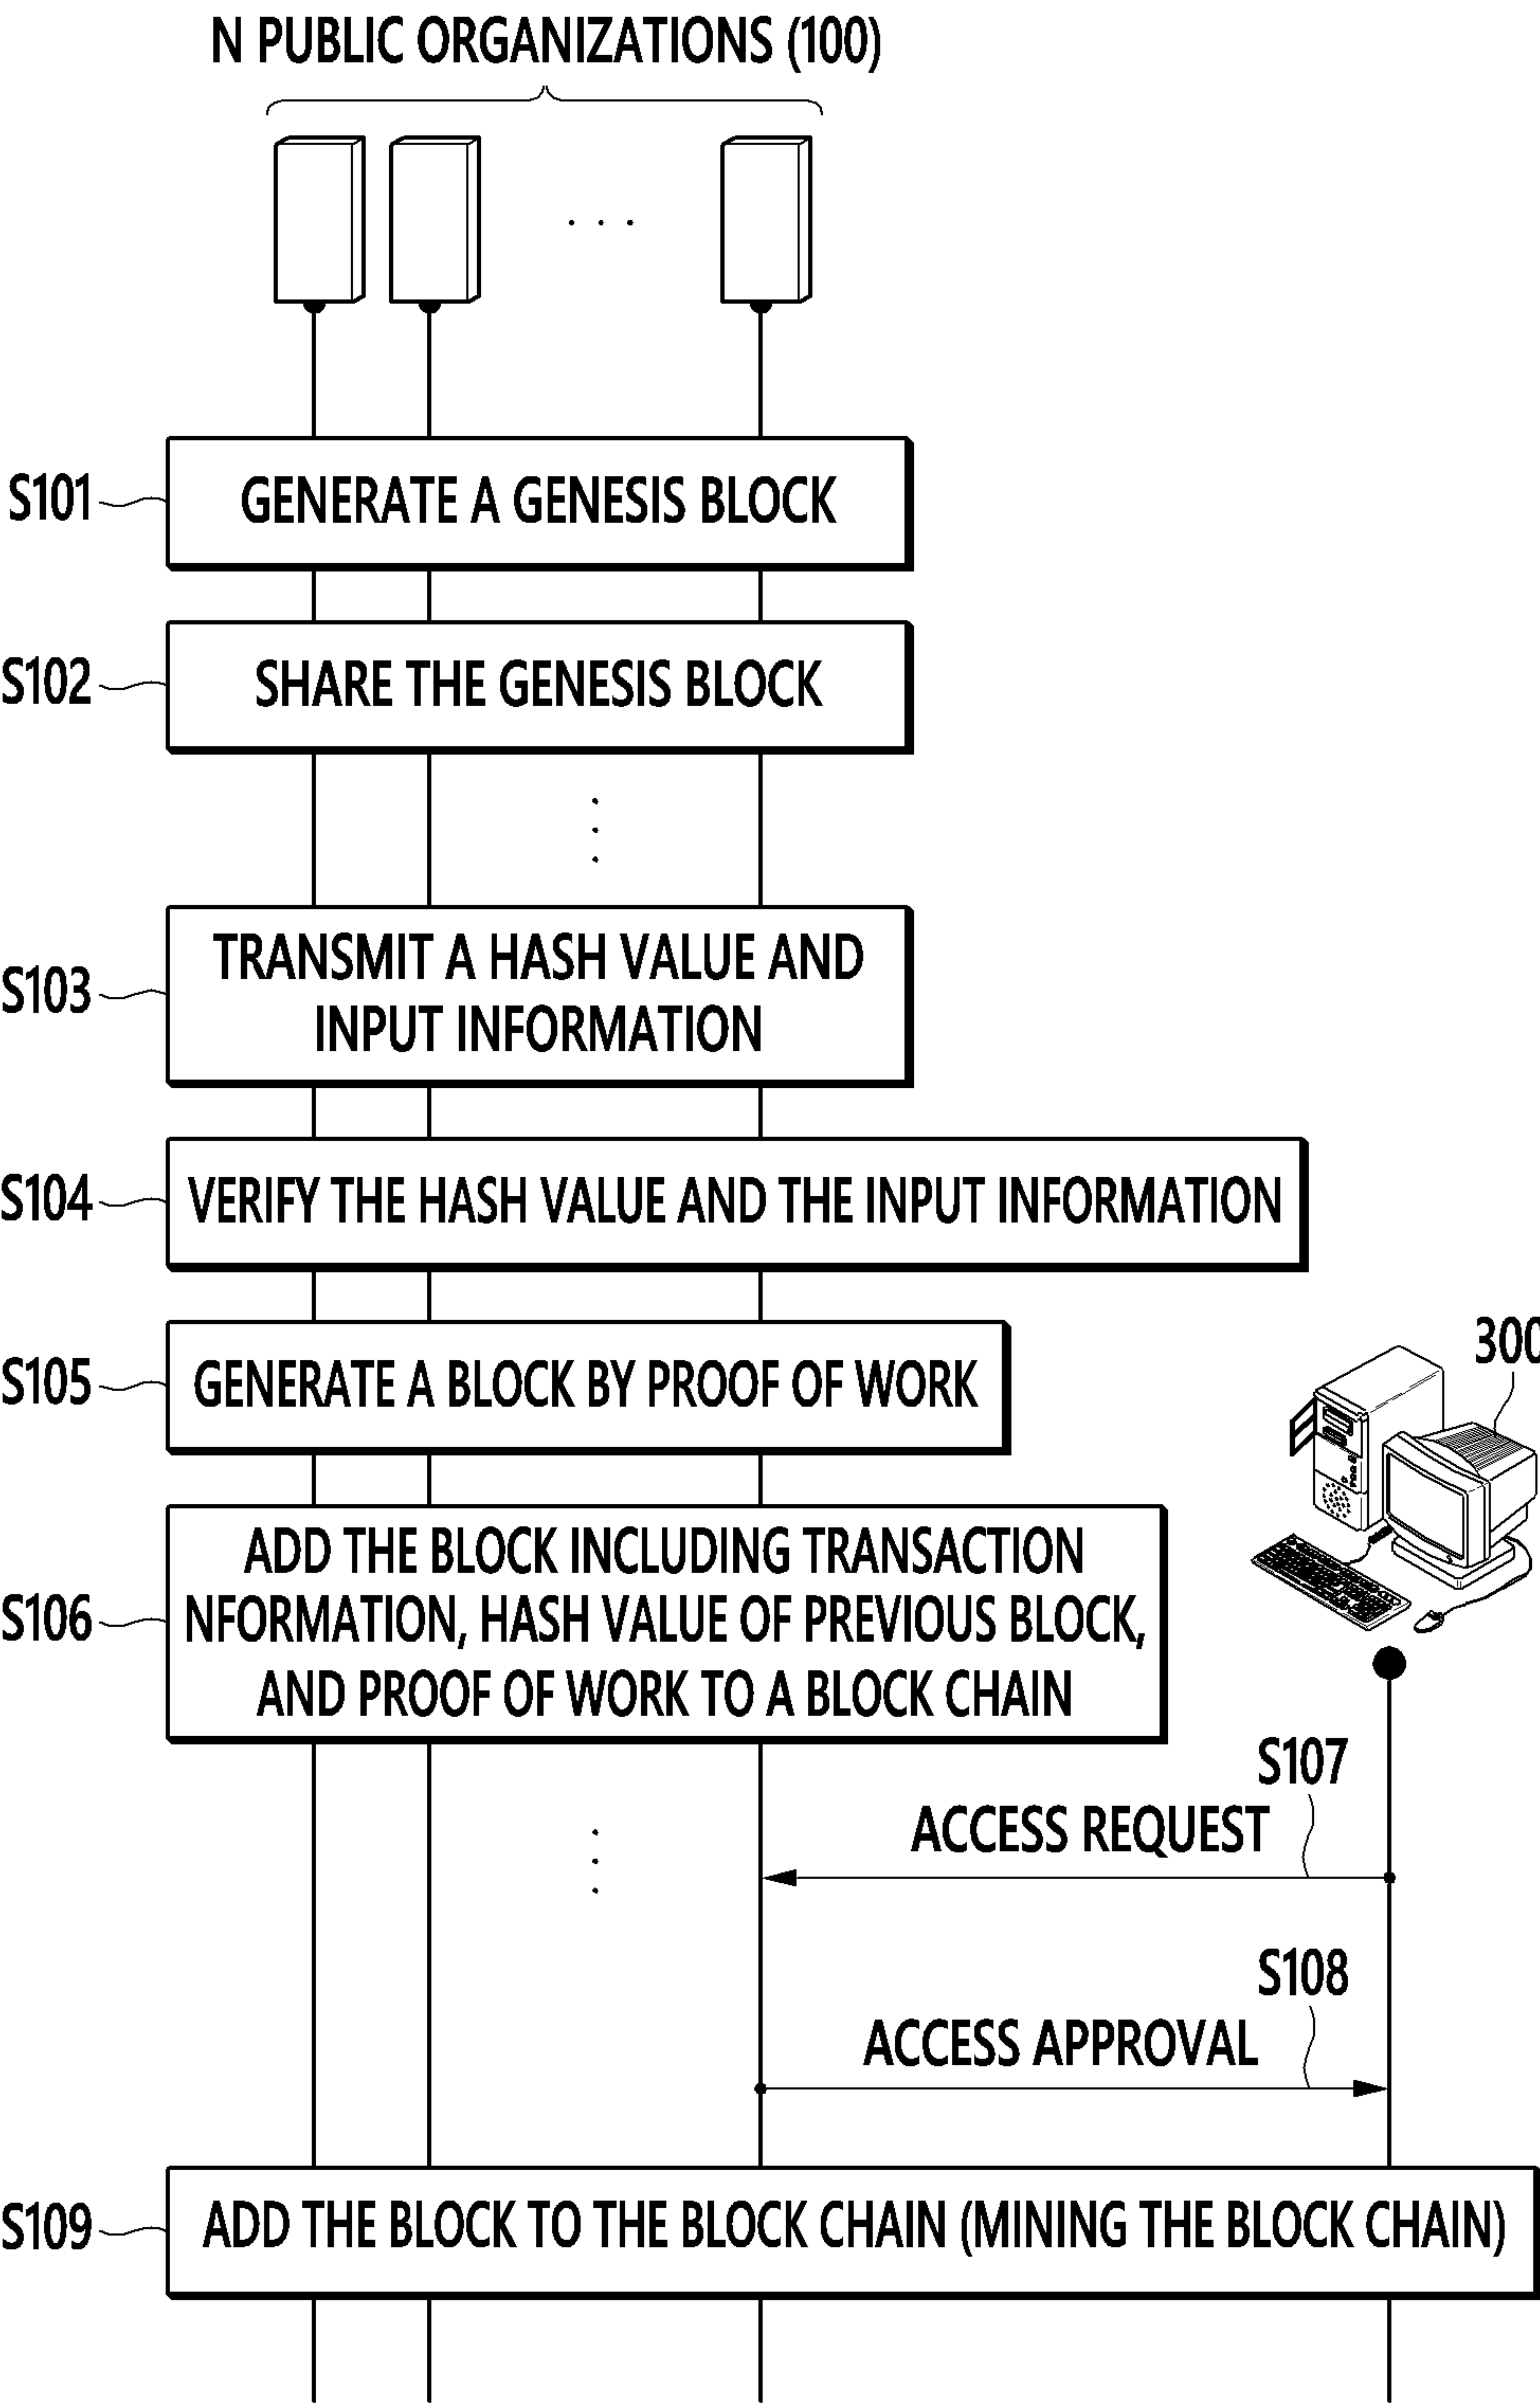 N PUBLIC ORGANIZATIONS (100)
S101
GENERATE A GENESIS BLOCK
S102
SHARE THE GENESIS BLOCK
S103
TRANSMIT A HASH VALUE AND
INPUT INFORMATION
S104
VERIFY THE HASH VALUE AND THE INPUT INFORMATION
S105
GENERATE A BLOCK BY PROOF OF WORK
300
S106
ADD THE BLOCK INCLUDING TRANSACTION
NFORMATION, HASH VALUE OF PREVIOUS BLOCK,
AND PROOF OF WORK TO A BLOCK CHAIN
S107
ACCESS REQUEST
S108
ACCESS APPROVAL
S109
ADD THE BLOCK TO THE BLOCK CHAIN (MINING THE BLOCK CHAIN)